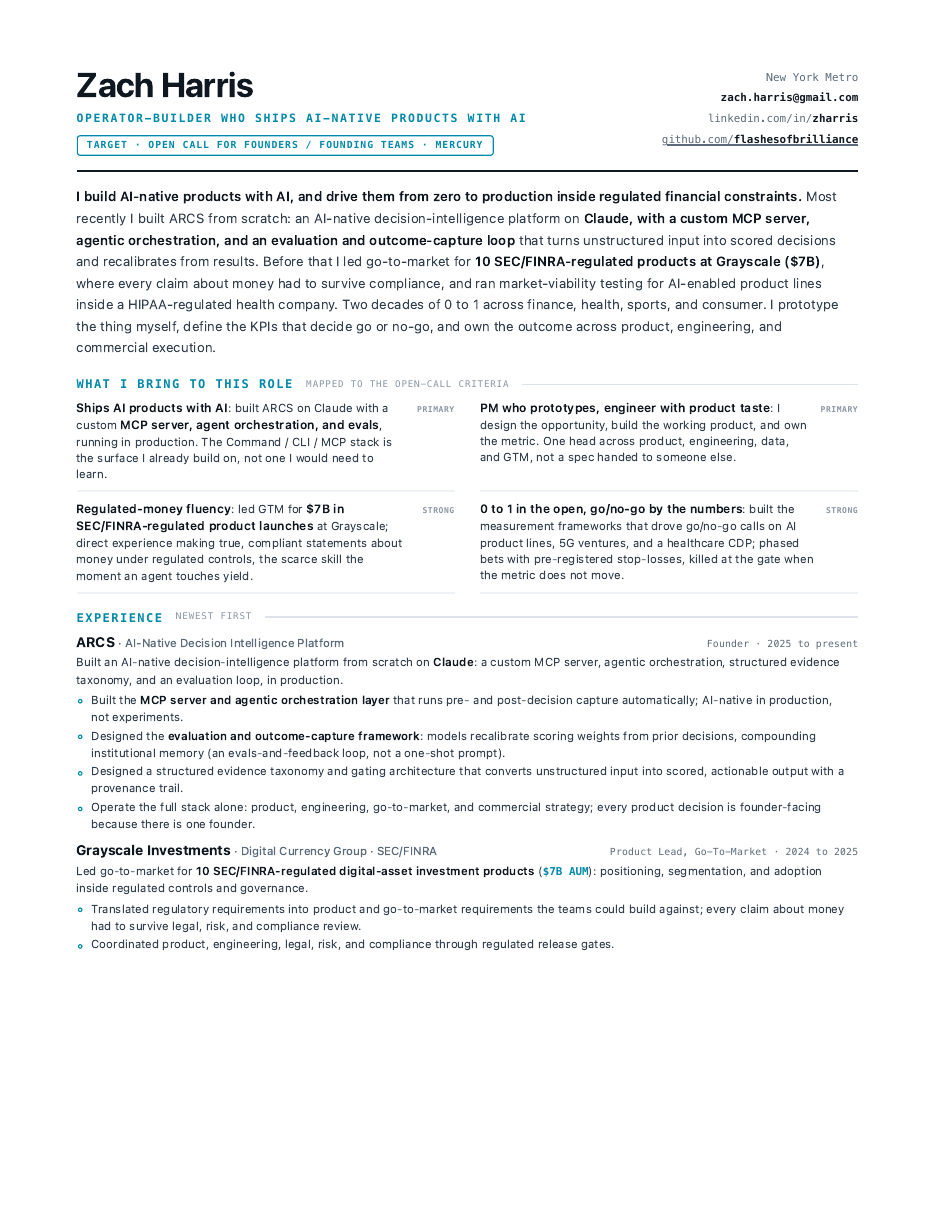 Zach Harris
New York Metro
OPERATOR–BUILDER WHO SHIPS AI–NATIVE PRODUCTS WITH AI
zach.harris@gmail.com
linkedin.com/in/zharris
TARGET · OPEN CALL FOR FOUNDERS / FOUNDING TEAMS · MERCURY
github.com/flashesofbrilliance
I build AI-native products with AI, and drive them from zero to production inside regulated financial constraints. Most
recently I built ARCS from scratch: an AI-native decision-intelligence platform on Claude, with a custom MCP server,
agentic orchestration, and an evaluation and outcome-capture loop that turns unstructured input into scored decisions
and recalibrates from results. Before that I led go-to-market for 10 SEC/FINRA-regulated products at Grayscale ($7B),
where every claim about money had to survive compliance, and ran market-viability testing for AI-enabled product lines
inside a HIPAA-regulated health company. Two decades of 0 to 1 across finance, health, sports, and consumer. I prototype
the thing myself, define the KPIs that decide go or no-go, and own the outcome across product, engineering, and
commercial execution.
WHAT I BRING TO THIS ROLE MAPPED TO THE OPEN–CALL CRITERIA
Ships AI products with AI: built ARCS on Claude with a PRIMARY
custom MCP server, agent orchestration, and evals,
running in production. The Command / CLI / MCP stack is
the surface I already build on, not one I would need to
learn.
PM who prototypes, engineer with product taste: I PRIMARY
design the opportunity, build the working product, and own
the metric. One head across product, engineering, data,
and GTM, not a spec handed to someone else.
Regulated-money fluency: led GTM for $7B in STRONG
SEC/FINRA-regulated product launches at Grayscale;
direct experience making true, compliant statements about
money under regulated controls, the scarce skill the
moment an agent touches yield.
0 to 1 in the open, go/no-go by the numbers: built the STRONG
measurement frameworks that drove go/no-go calls on AI
product lines, 5G ventures, and a healthcare CDP; phased
bets with pre-registered stop-losses, killed at the gate when
the metric does not move.
EXPERIENCE NEWEST FIRST
ARCS · AI-Native Decision Intelligence Platform Founder · 2025 to present
Built an AI-native decision-intelligence platform from scratch on Claude: a custom MCP server, agentic orchestration, structured evidence
taxonomy, and an evaluation loop, in production.
Built the MCP server and agentic orchestration layer that runs pre- and post-decision capture automatically; AI-native in production,
not experiments.
Designed the evaluation and outcome-capture framework: models recalibrate scoring weights from prior decisions, compounding
institutional memory (an evals-and-feedback loop, not a one-shot prompt).
Designed a structured evidence taxonomy and gating architecture that converts unstructured input into scored, actionable output with a
provenance trail.
Operate the full stack alone: product, engineering, go-to-market, and commercial strategy; every product decision is founder-facing
because there is one founder.
Grayscale Investments · Digital Currency Group · SEC/FINRA Product Lead, Go–To–Market · 2024 to 2025
Led go-to-market for 10 SEC/FINRA-regulated digital-asset investment products ($7B AUM): positioning, segmentation, and adoption
inside regulated controls and governance.
Translated regulatory requirements into product and go-to-market requirements the teams could build against; every claim about money
had to survive legal, risk, and compliance review.
Coordinated product, engineering, legal, risk, and compliance through regulated release gates.